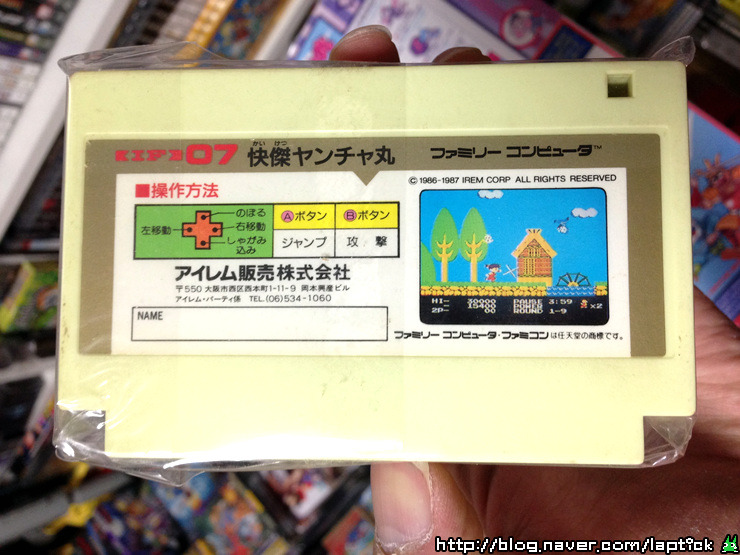 07 快傑ヤンチャ丸 ファミリー コンピュータ™
かい けつ
■操作方法
© 1986-1987 IREM CORP ALL RIGHTS RESERVED
のぼる
左移動
右移動
しゃがみ
込み
Ⓐボタン Ⓑボタン
ジャンプ 攻撃
アイレム販売株式会社
〒550 大阪市西区西本町1-11-9 岡本興産ビル
アイレム・パーティ係 TEL.(06)534-1060
NAME
HI- 30000 PAUSE 3:59
15400 POWER ×2
2P- 00 ROUND 1-9
ファミリー コンピュータ・ファミコンは任天堂の商標です。
http://blog.naver.com/laptick